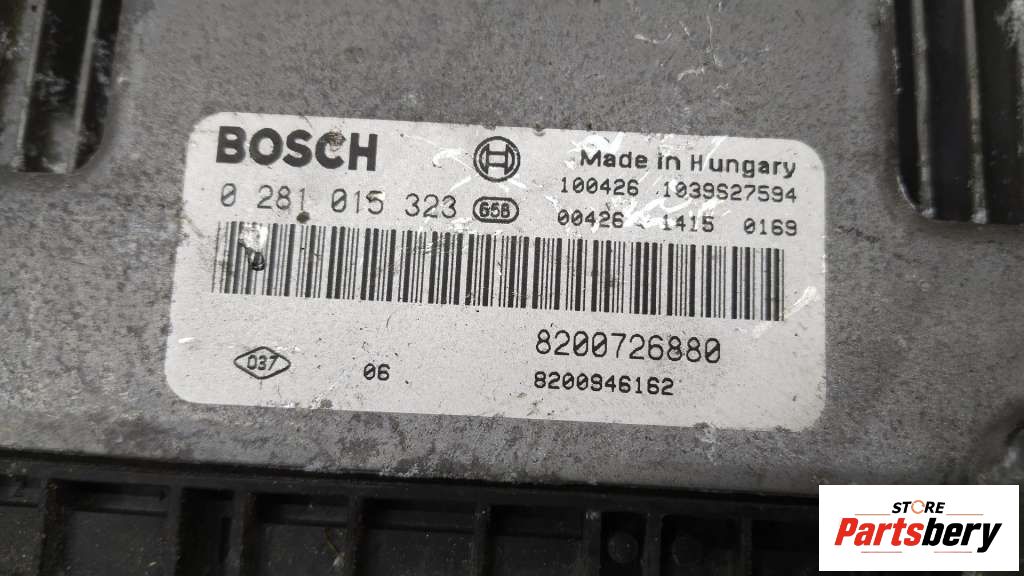 BOSCH
Made in Hungary
100426 1039S27594
0 281 015 323 656
00426 1415 0169
8200726880
D37 06
8200946162
STORE
Partsbery